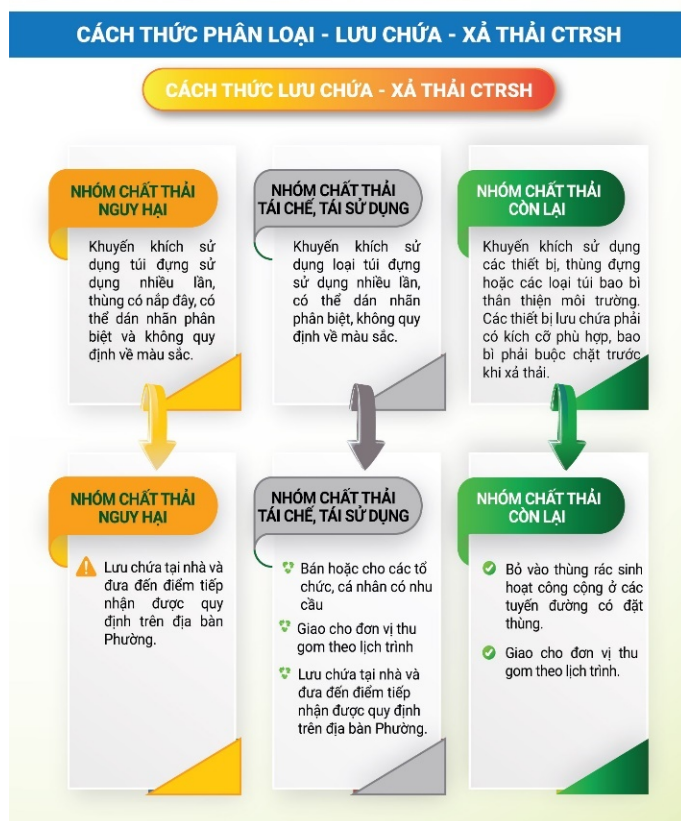 CÁCH THỨC PHÂN LOẠI - LƯU CHỨA - XẢ THẢI CTRSH
CÁCH THỨC LƯU CHỨA - XẢ THẢI CTRSH
NHÓM CHẤT THẢI
NGUY HẠI
Khuyến khích sử
dụng túi đựng sử
dụng nhiều lần,
thùng có nắp đây, có
thể dán nhãn phân
biệt và không quy
định về màu sắc.
NHÓM CHẤT THẢI
TÁI CHẾ, TÁI SỬ DỤNG
Khuyến khích sử
dụng loại túi đựng
sử dụng nhiều lần,
có thể dán nhãn
phân biệt, không quy
định về màu sắc.
NHÓM CHẤT THẢI
CÒN LẠI
Khuyến khích sử dụng
các thiết bị, thùng đựng
hoặc các loại túi bao bì
thân thiện môi trường.
Các thiết bị lưu chứa phải
có kích cỡ phù hợp, bao
bì phải buộc chặt trước
khi xả thải.
NHÓM CHẤT THẢI
NGUY HẠI
Lưu chứa tại nhà và
đưa đến điểm tiếp
nhận được quy
định trên địa bàn
Phường.
NHÓM CHẤT THẢI
TÁI CHẾ, TÁI SỬ DỤNG
Bán hoặc cho các tổ
chức, cá nhân có nhu
cầu
Giao cho đơn vị thu
gom theo lịch trình
Lưu chứa tại nhà và
đưa đến điểm tiếp
nhận được quy định
trên địa bàn Phường.
NHÓM CHẤT THẢI
CÒN LẠI
Bỏ vào thùng rác sinh
hoạt công cộng ở các
tuyến đường có đặt
thùng.
Giao cho đơn vị thu
gom theo lịch trình.